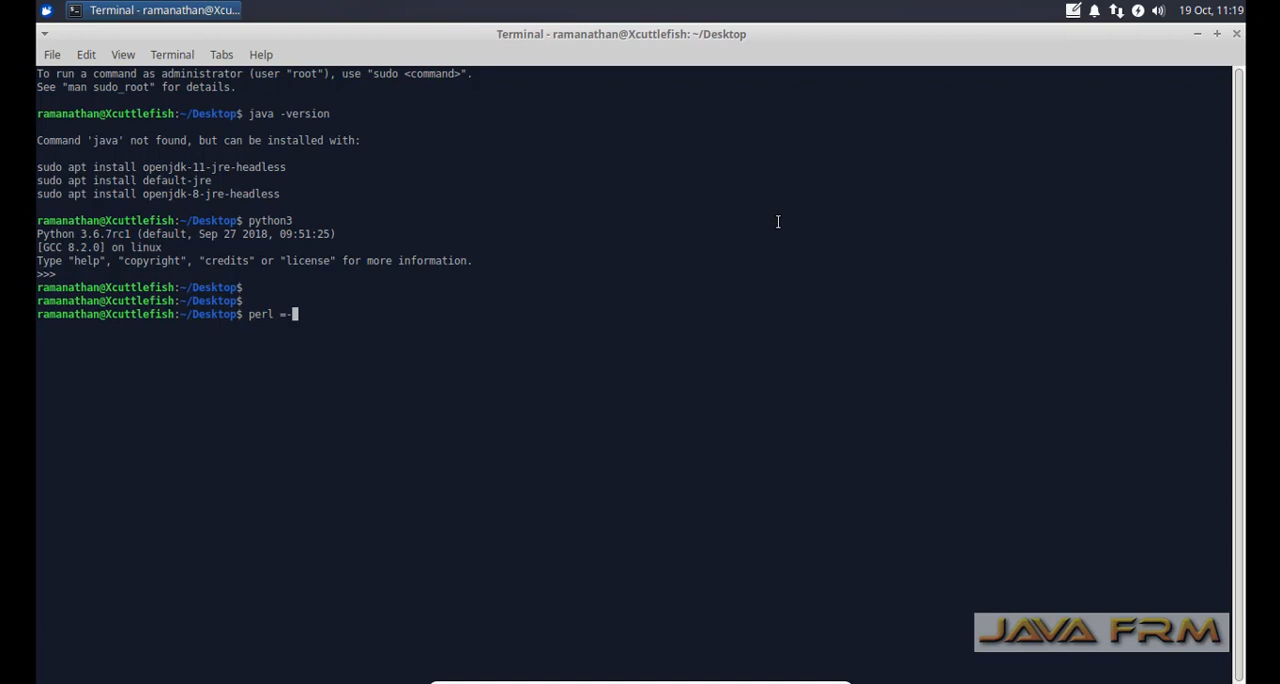 Terminal - ramanathan@Xcu...
19 Oct, 11:19
Terminal - ramanathan@Xcuttlefish: ~/Desktop
File Edit View Terminal Tabs Help
To run a command as administrator (user "root"), use "sudo <command>".
See "man sudo_root" for details.
ramanathan@Xcuttlefish:~/Desktop$ java -version
Command 'java' not found, but can be installed with:
sudo apt install openjdk-11-jre-headless
sudo apt install default-jre
sudo apt install openjdk-8-jre-headless
ramanathan@Xcuttlefish:~/Desktop$ python3
Python 3.6.7rc1 (default, Sep 27 2018, 09:51:25)
[GCC 8.2.0] on linux
Type "help", "copyright", "credits" or "license" for more information.
>>>
ramanathan@Xcuttlefish:~/Desktop$
ramanathan@Xcuttlefish:~/Desktop$
ramanathan@Xcuttlefish:~/Desktop$ perl =-
JAVA FRM